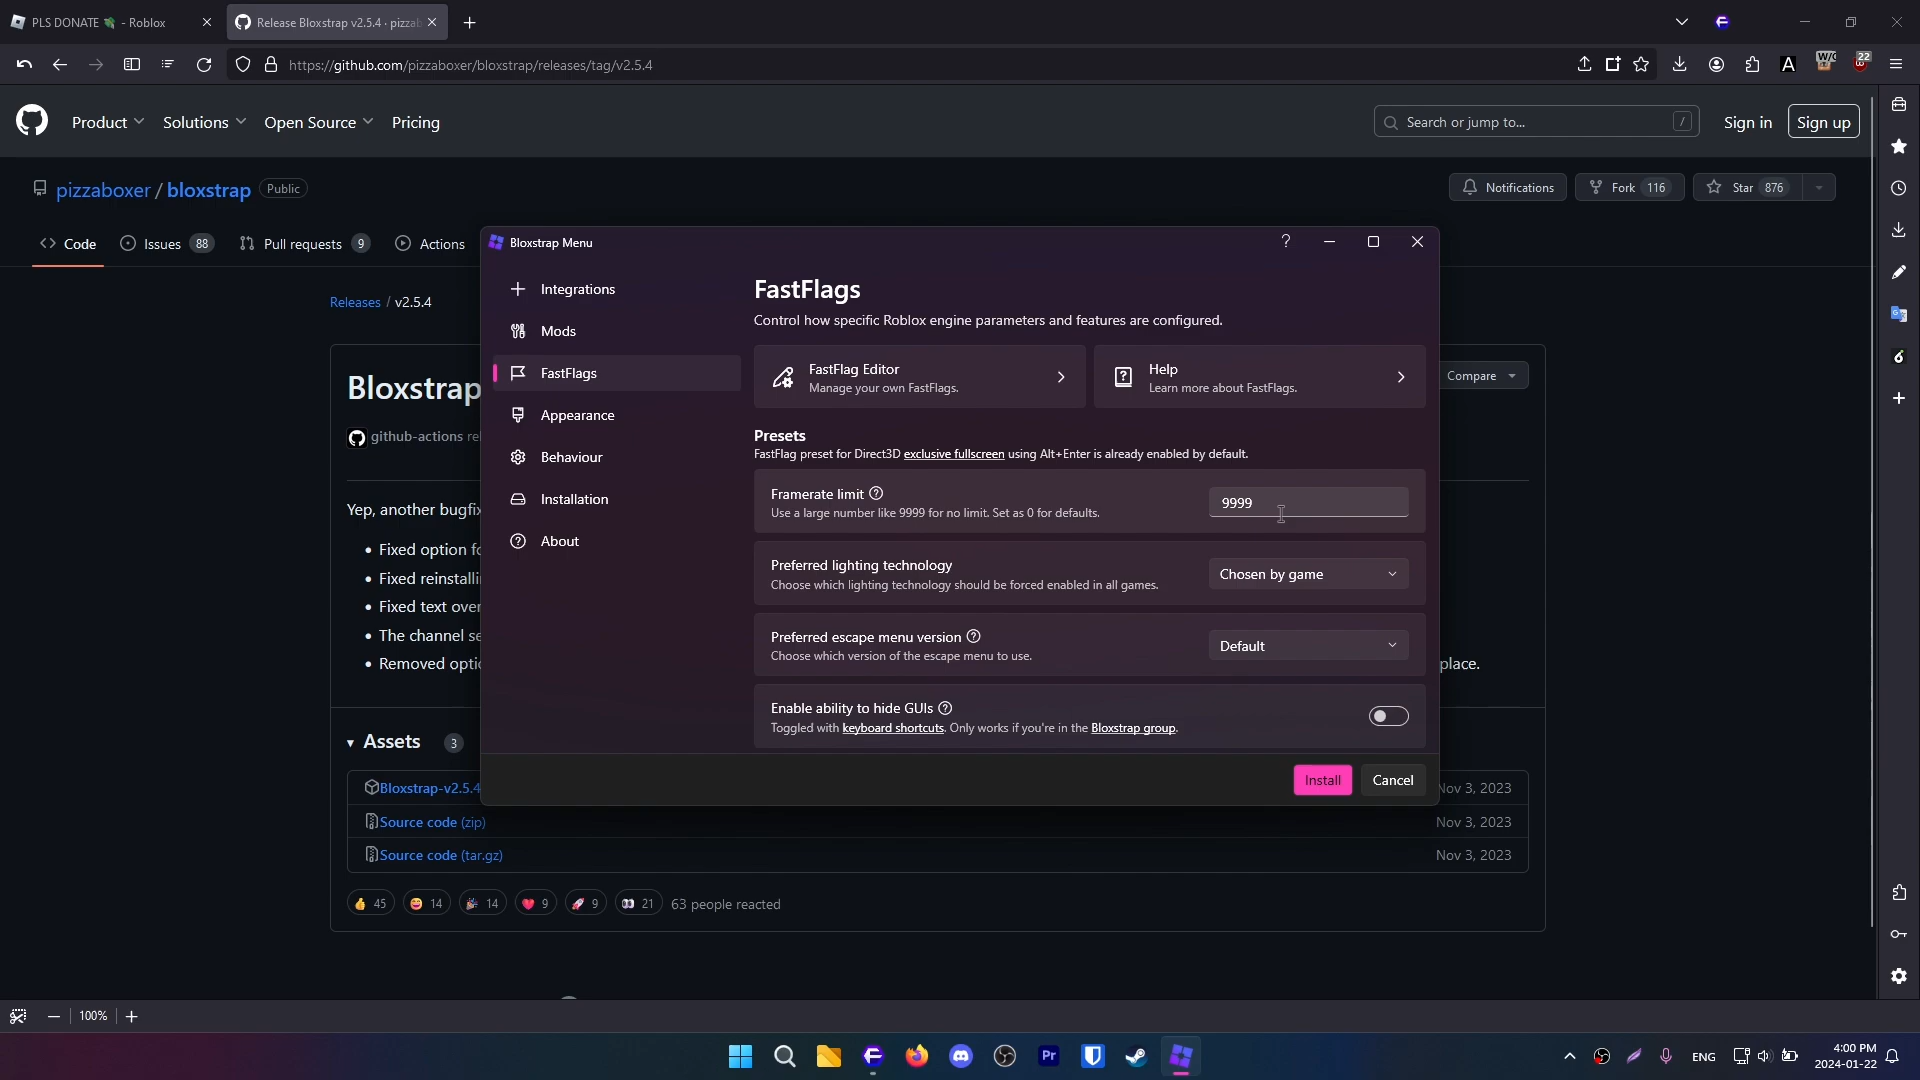 PLS DONATE 💸 - Roblox
Release Bloxstrap v2.5.4 · pizzab
https://github.com/pizzaboxer/bloxstrap/releases/tag/v2.5.4
A
22
Product
Solutions
Open Source
Pricing
Search or jump to...
/
Sign in
Sign up
pizzaboxer / bloxstrap
Public
Notifications
Fork 116
Star 876
Code
Issues 88
Pull requests 9
Actions
Releases / v2.5.4
Bloxstrap
Compare
github-actions rel
Yep, another bugfix
Fixed option fo
Fixed reinstalli
Fixed text over
The channel se
Removed optic
place.
Assets 3
Bloxstrap-v2.5.4
Nov 3, 2023
Source code (zip)
Nov 3, 2023
Source code (tar.gz)
Nov 3, 2023
45
14
14
9
9
21
63 people reacted
Bloxstrap Menu
?
Integrations
Mods
FastFlags
Appearance
Behaviour
Installation
About
FastFlags
Control how specific Roblox engine parameters and features are configured.
FastFlag Editor
Manage your own FastFlags.
Help
Learn more about FastFlags.
Presets
FastFlag preset for Direct3D exclusive fullscreen using Alt+Enter is already enabled by default.
Framerate limit
Use a large number like 9999 for no limit. Set as 0 for defaults.
9999
Preferred lighting technology
Choose which lighting technology should be forced enabled in all games.
Chosen by game
Preferred escape menu version
Choose which version of the escape menu to use.
Default
Enable ability to hide GUIs
Toggled with keyboard shortcuts. Only works if you're in the Bloxstrap group.
Install
Cancel
100%
Pr
ENG
4:00 PM
2024-01-22